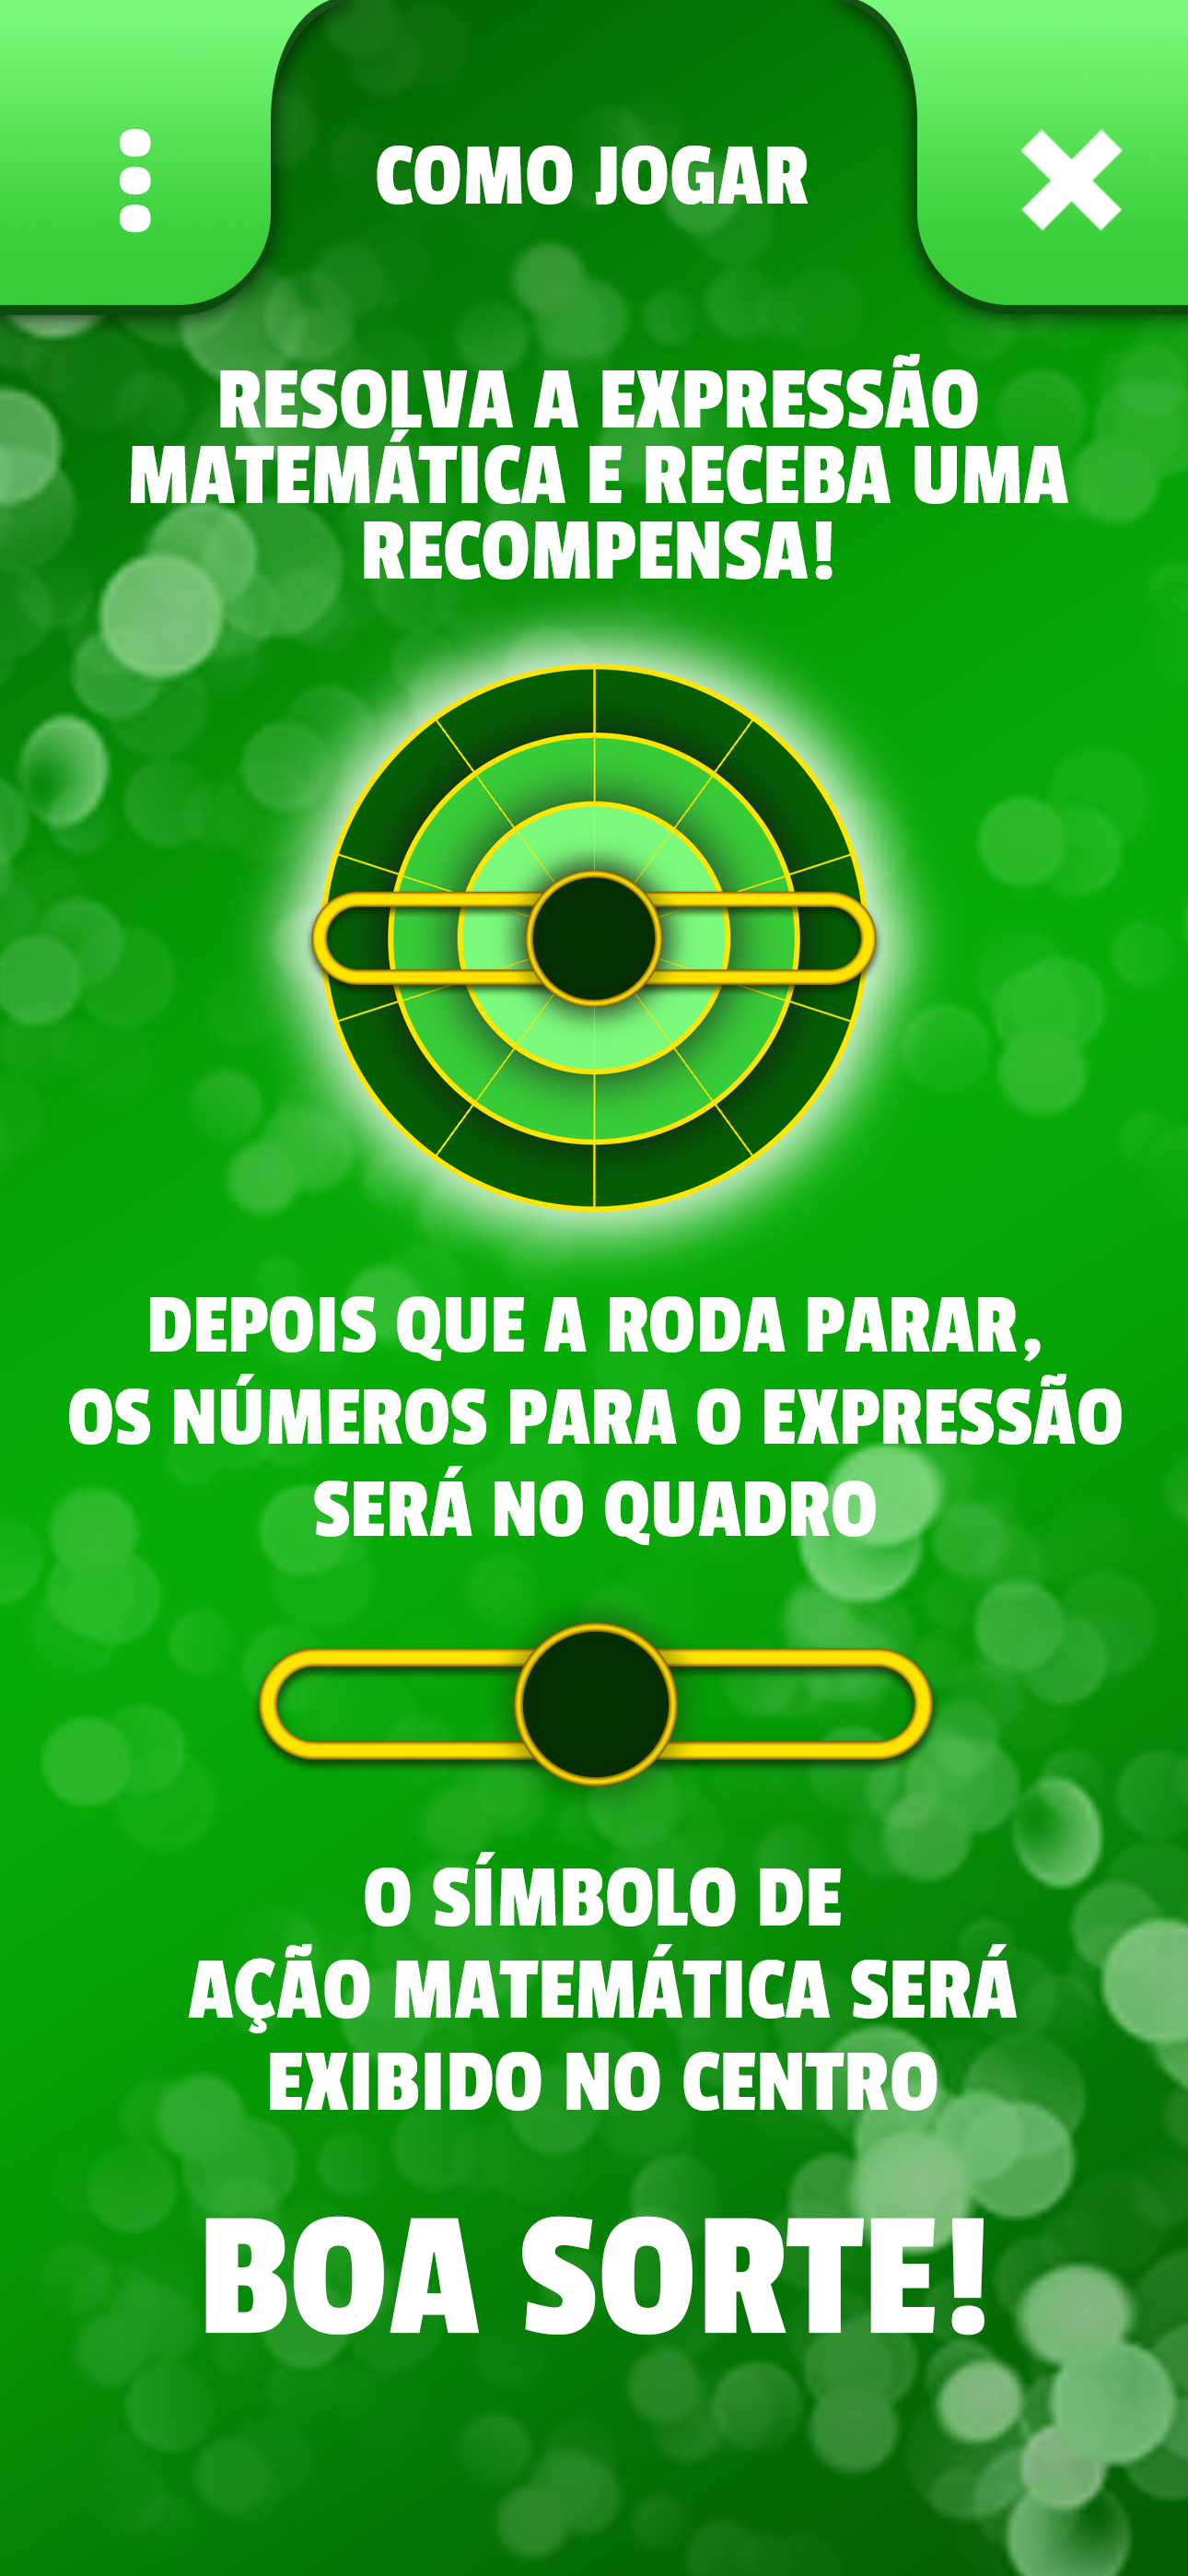 COMO JOGAR
RESOLVA A EXPRESSÃO
MATEMÁTICA E RECEBA UMA
RECOMPENSA!
DEPOIS QUE A RODA PARAR,
OS NÚMEROS PARA O EXPRESSÃO
SERÁ NO QUADRO
O SÍMBOLO DE
AÇÃO MATEMÁTICA SERÁ
EXIBIDO NO CENTRO
BOA SORTE!